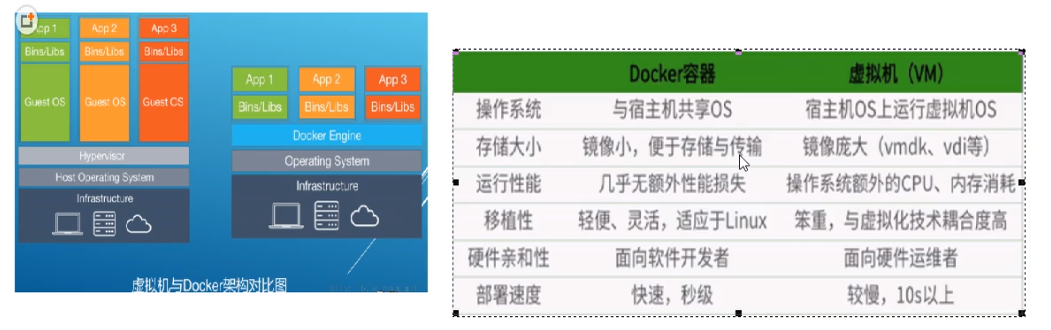 App 1 App 2 App 3
Bins/Libs Bins/Libs Bins/Libs
Guest OS Guest OS Guest OS
Hypervisor
Host Operating System
Infrastructure
App 1 App 2 App 3
Bins/Libs Bins/Libs Bins/Libs
Docker Engine
Operating System
Infrastructure
虚拟机与Docker架构对比图
Docker容器 虚拟机（VM）
操作系统 与宿主机共享OS 宿主机OS上运行虚拟机OS
存储大小 镜像小，便于存储与传输 镜像庞大（vmdk、vdi等）
运行性能 几乎无额外性能损失 操作系统额外的CPU、内存消耗
移植性 轻便、灵活，适应于Linux 笨重，与虚拟化技术耦合度高
硬件亲和性 面向软件开发者 面向硬件运维者
部署速度 快速，秒级 较慢，10s以上